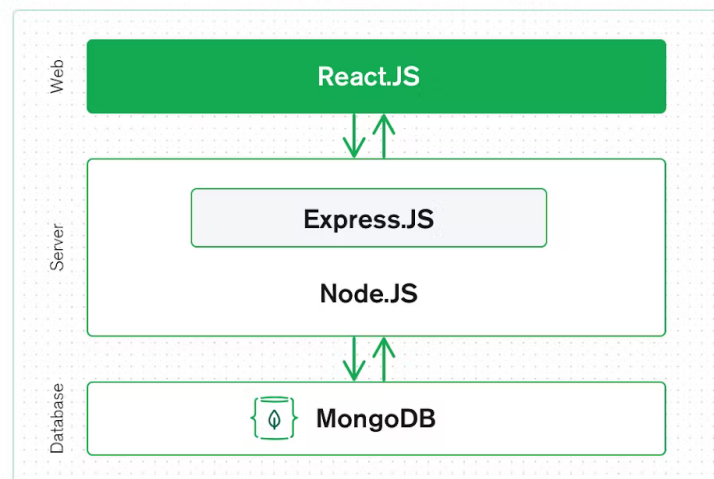 Web
React.JS
Server
Express.JS
Node.JS
Database
MongoDB